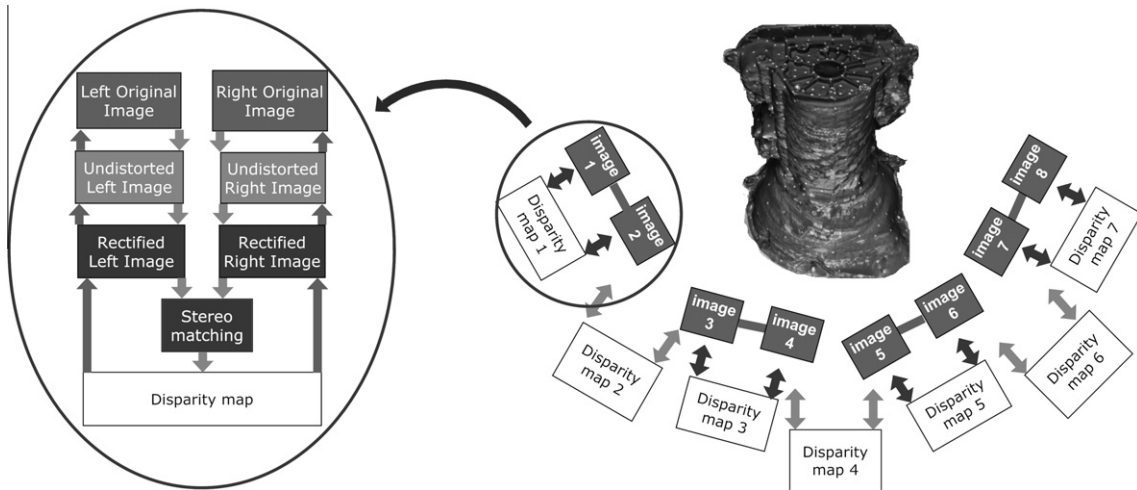 Left Original
Image
Right Original
Image
Undistorted
Left Image
Undistorted
Right Image
Rectified
Left Image
Rectified
Right Image
Stereo
matching
Disparity map
image
1
image
2
Disparity
map 1
Disparity
map 2
image
3
image
4
Disparity
map 3
Disparity
map 4
image
5
image
6
Disparity
map 5
Disparity
map 6
image
7
image
8
Disparity
map 7